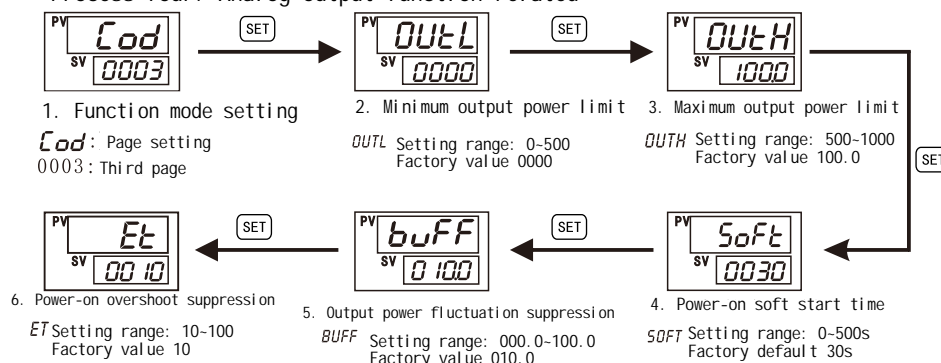 Process four: Analog output function related
PV Cod
SV 0003
SET
PV OUtL
SV 0000
SET
PV OUtH
SV 100.0
1. Function mode setting
Cod: Page setting
0003: Third page
2. Minimum output power limit
OUTL Setting range: 0~500
Factory value 0000
3. Maximum output power limit
OUTH Setting range: 500~1000
Factory value 100.0
SET
PV Et
SV 0010
SET
PV buFF
SV 010.0
SET
PV SoFt
SV 0030
6. Power-on overshoot suppression
ET Setting range: 10~100
Factory value 10
5. Output power fluctuation suppression
BUFF Setting range: 000.0~100.0
Factory value 010.0
4. Power-on soft start time
SOFT Setting range: 0~500s
Factory default 30s